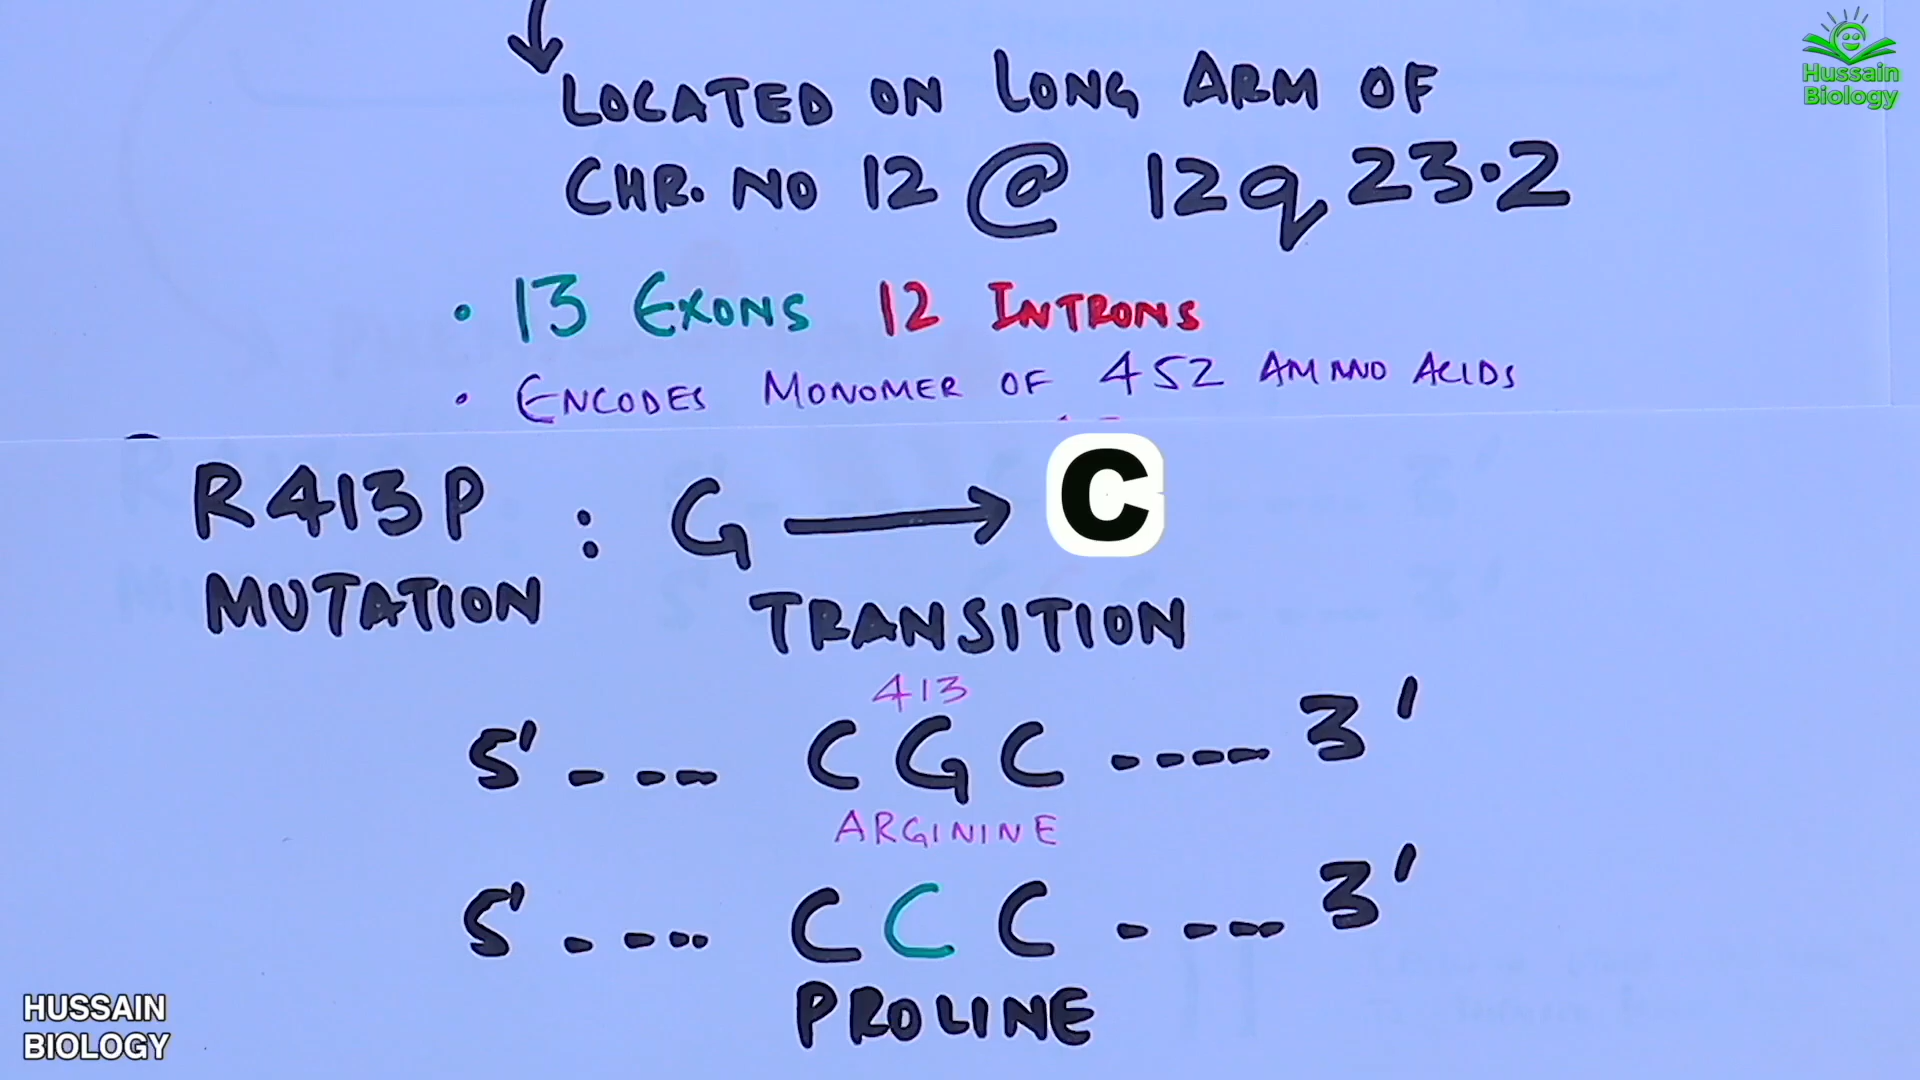 Hussain
Biology
LOCATED ON LONG ARM OF
CHR. NO 12 @ 12q 23.2
• 13 EXONS 12 INTRONS
• ENCODES MONOMER OF 452 AMINO ACIDS
R413P : G → C
MUTATION TRANSITION
413
5' - - - CGC - - - - 3'
ARGININE
5' - - - - CCC - - - - 3'
PROLINE
HUSSAIN
BIOLOGY